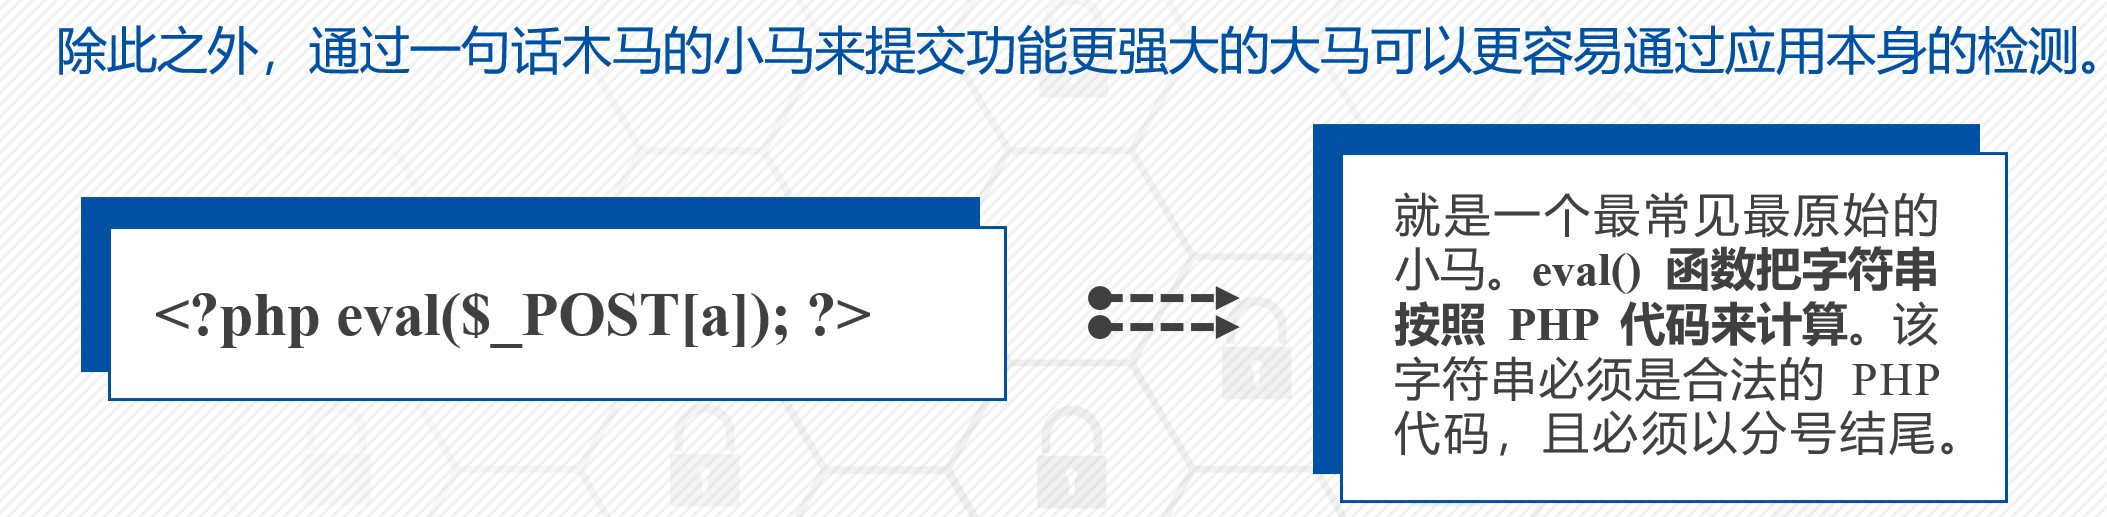 除此之外，通过一句话木马的小马来提交功能更强大的大马可以更容易通过应用本身的检测。
<?php eval($_POST[a]); ?>
就是一个最常见最原始的
小马。eval() 函数把字符串
按照 PHP 代码来计算。该
字符串必须是合法的 PHP
代码，且必须以分号结尾。